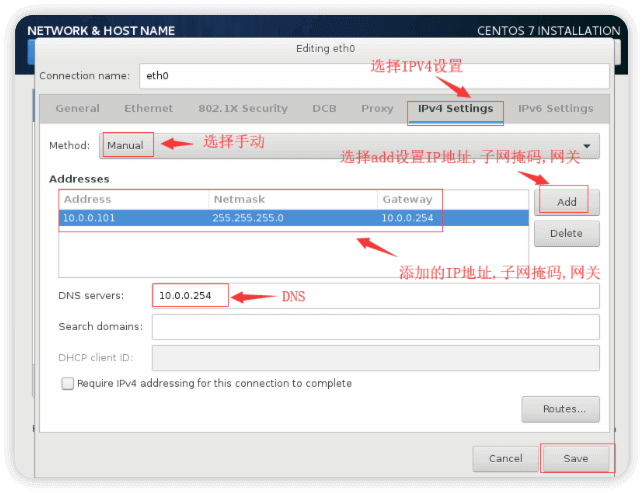 NETWORK & HOST NAME
CENTOS 7 INSTALLATION
Editing eth0
选择IPV4设置
Connection name: eth0
General Ethernet 802.1X Security DCB Proxy IPv4 Settings IPv6 Settings
Method: Manual 选择手动
选择add设置IP地址,子网掩码,网关
Addresses
Address Netmask Gateway Add
10.0.0.101 255.255.255.0 10.0.0.254
Delete
添加的IP地址,子网掩码,网关
DNS servers: 10.0.0.254 DNS
Search domains:
DHCP client ID:
Require IPv4 addressing for this connection to complete
Routes...
Cancel Save